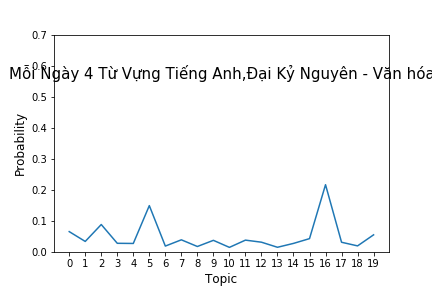 0.7
Mỗi Ngày 4 Từ Vựng Tiếng Anh,Đại Kỷ Nguyên - Văn hóa
0.6
0.5
0.4
0.3
0.2
0.1
0.0
Probability
0 1 2 3 4 5 6 7 8 9 10 11 12 13 14 15 16 17 18 19
Topic